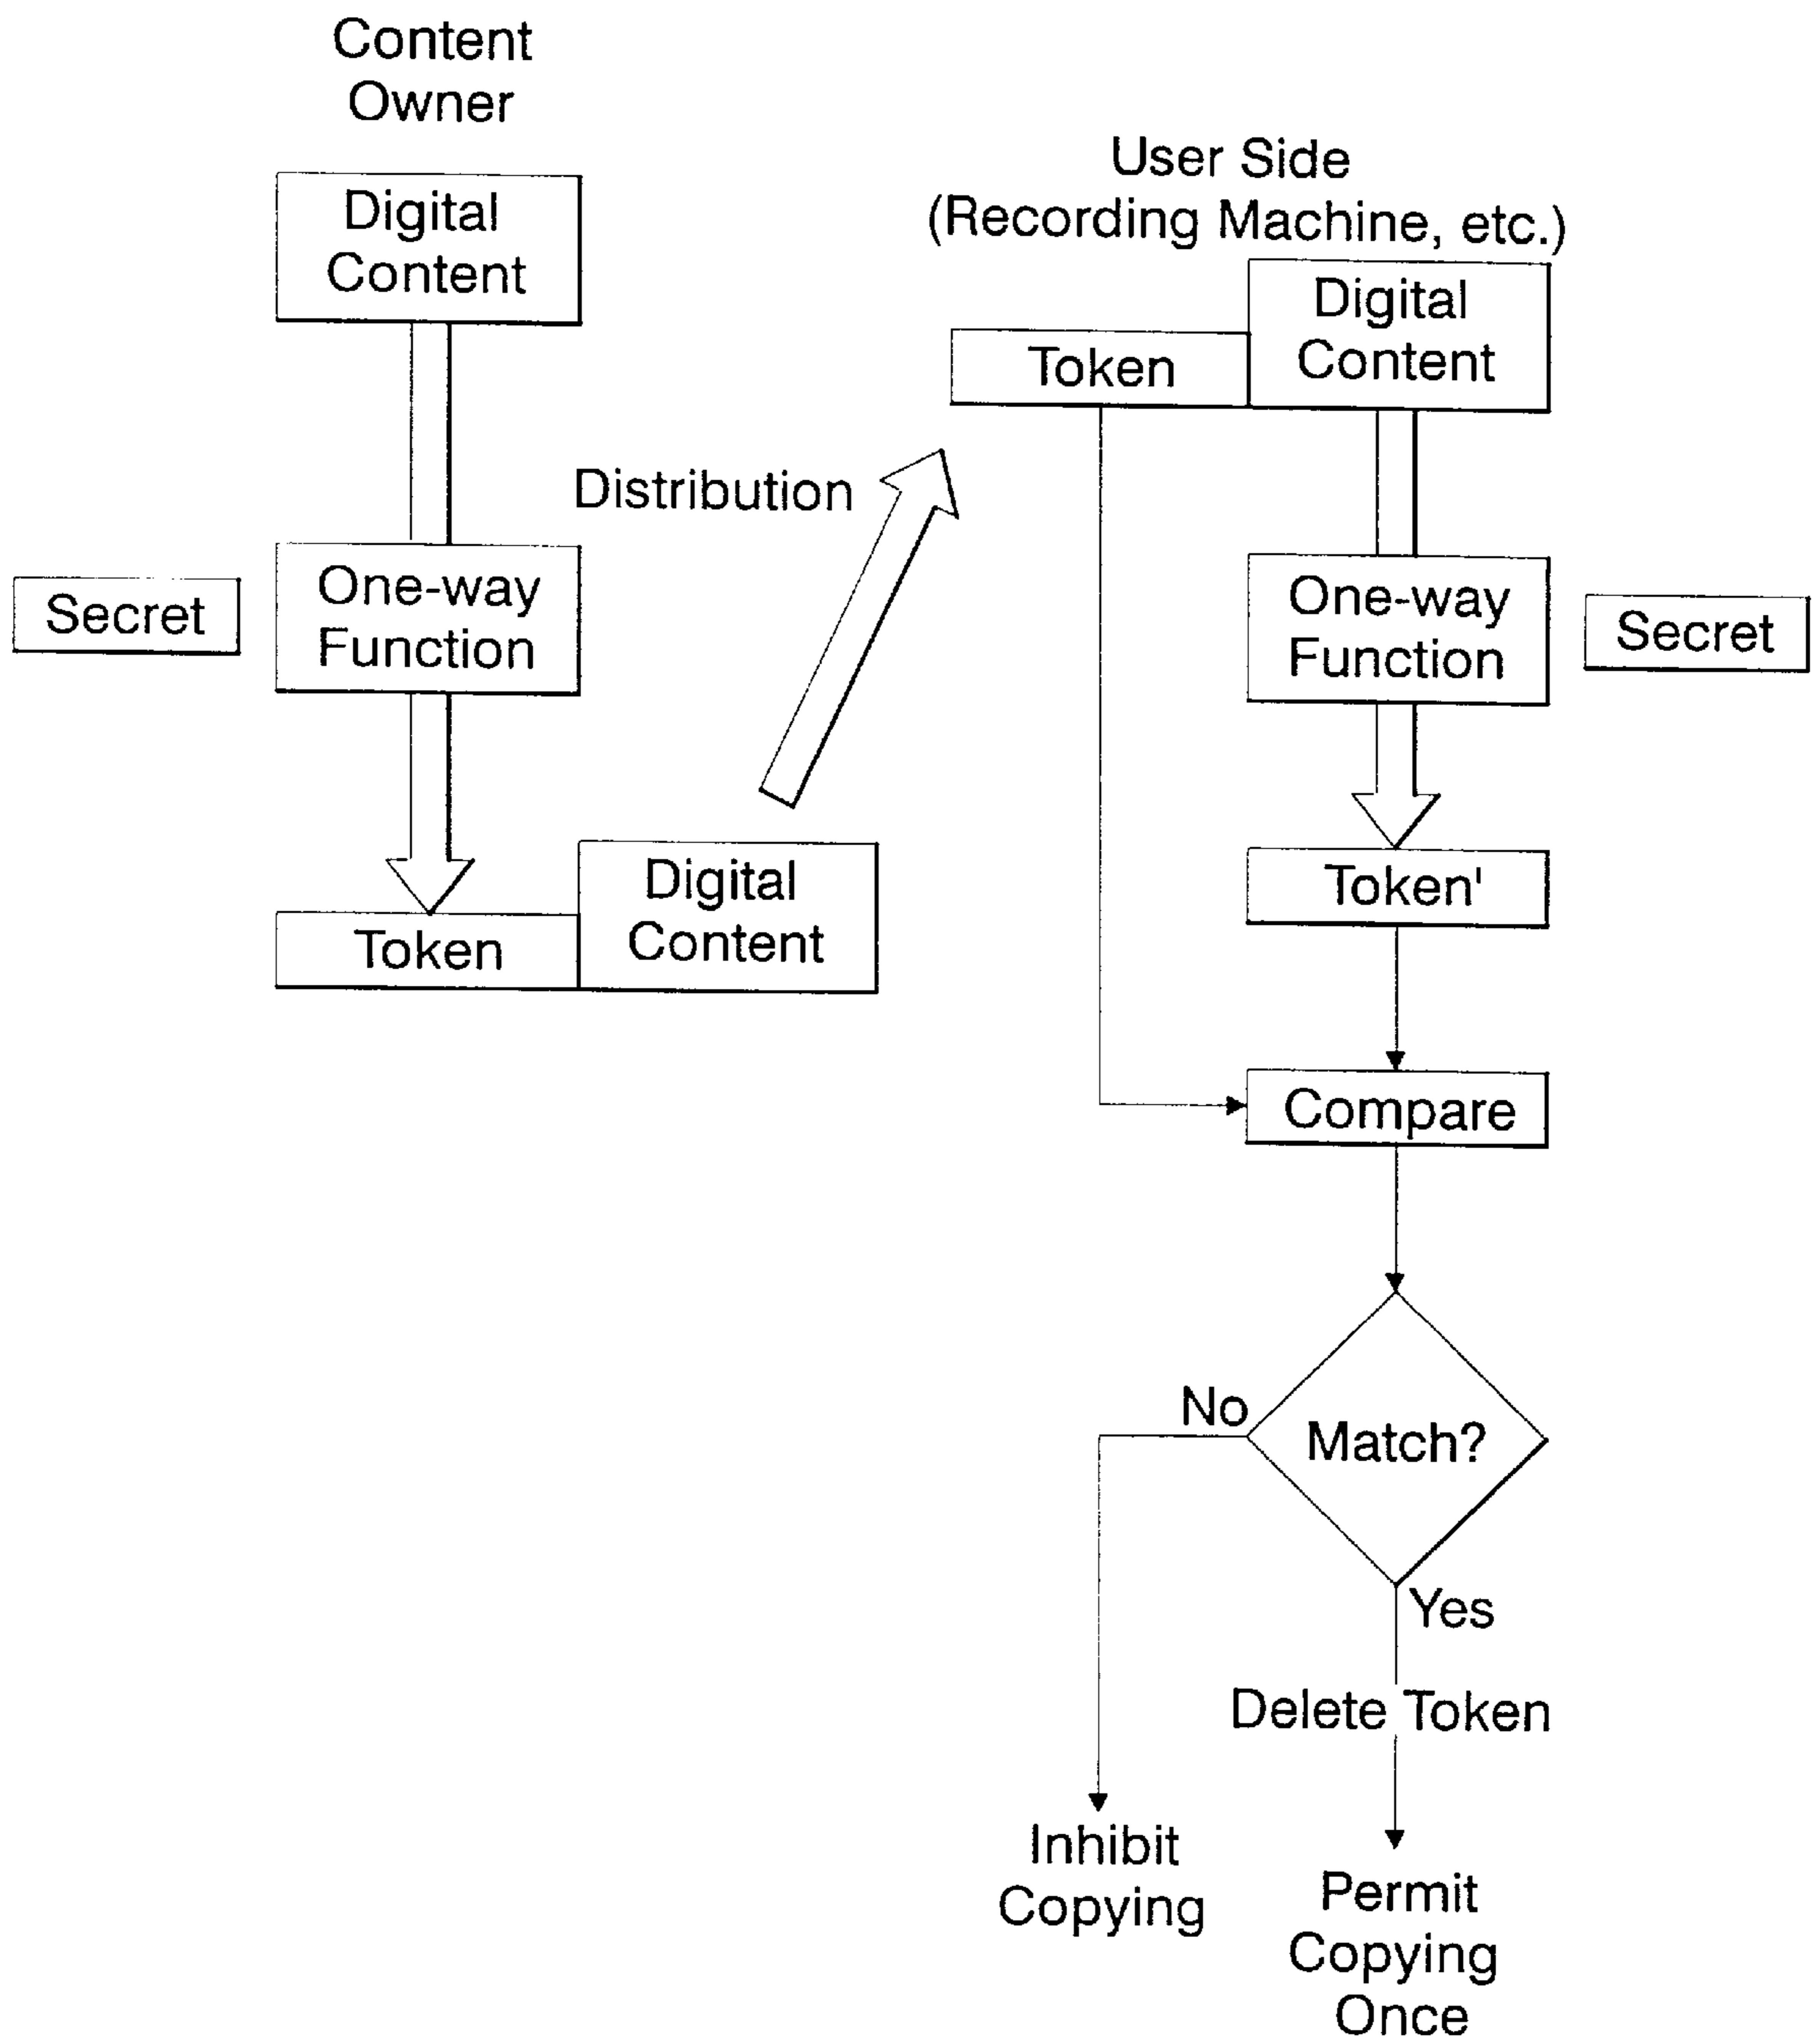 Content
Owner
Digital
Content
Secret
One-way
Function
Token
Digital
Content
Distribution
User Side
(Recording Machine, etc.)
Token
Digital
Content
One-way
Function
Secret
Token'
Compare
Match?
No
Yes
Delete Token
Inhibit
Copying
Permit
Copying
Once